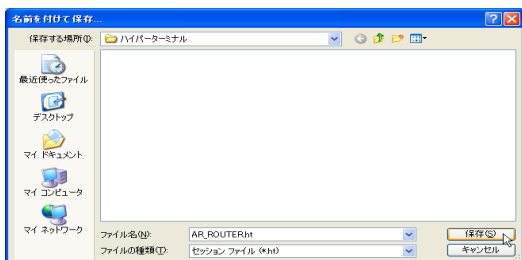 名前を付けて保存...
保存する場所(I):
ハイパーターミナル
最近使ったファイル
デスクトップ
マイ ドキュメント
マイ コンピュータ
マイ ネットワーク
ファイル名(N):
AR_ROUTER.ht
保存(S)
ファイルの種類(T):
セッション ファイル (*.ht)
キャンセル